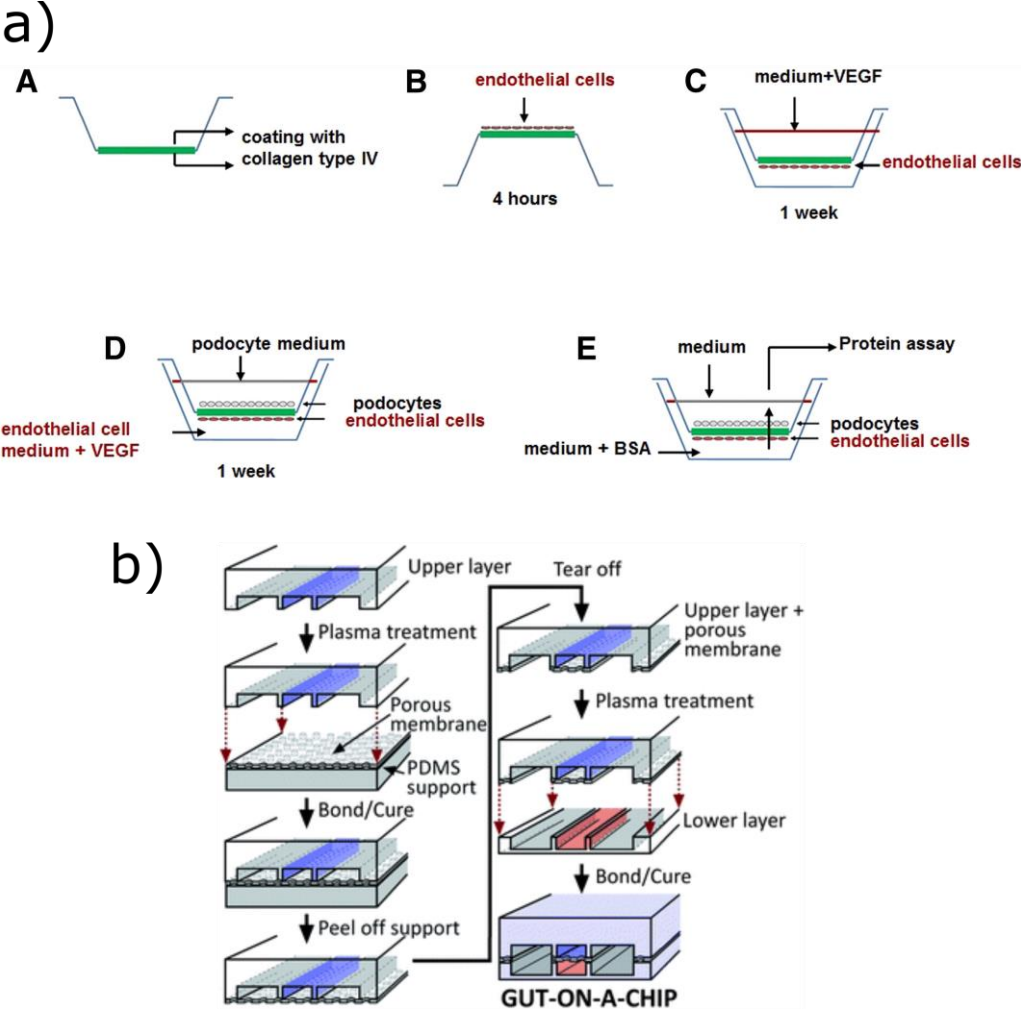 a)
A
coating with
collagen type IV
B
endothelial cells
4 hours
C
medium+VEGF
endothelial cells
1 week
D
podocyte medium
podocytes
endothelial cells
endothelial cell
medium + VEGF
1 week
E
medium
Protein assay
podocytes
endothelial cells
medium + BSA
b)
Upper layer
Plasma treatment
Porous
membrane
PDMS
support
Bond/Cure
Peel off support
Tear off
Upper layer +
porous
membrane
Plasma treatment
Lower layer
Bond/Cure
GUT-ON-A-CHIP